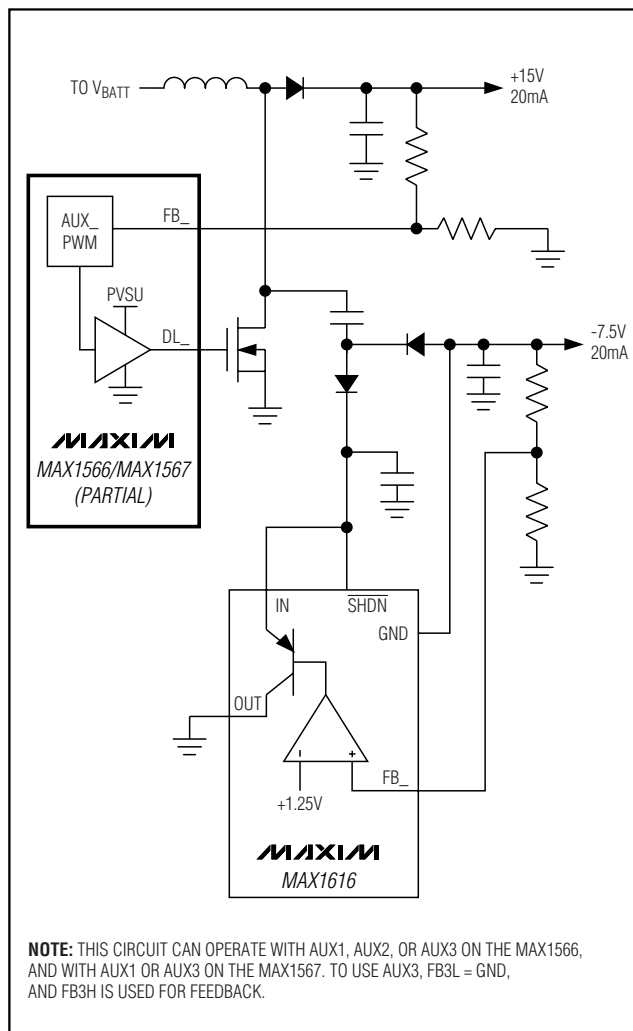 TO VBATT
+15V
20mA
AUX_
PWM
FB_
PVSU
DL_
-7.5V
20mA
MAXIM
MAX1566/MAX1567
(PARTIAL)
IN
SHDN
GND
OUT
-
+
FB_
+1.25V
MAXIM
MAX1616
NOTE: THIS CIRCUIT CAN OPERATE WITH AUX1, AUX2, OR AUX3 ON THE MAX1566,
AND WITH AUX1 OR AUX3 ON THE MAX1567. TO USE AUX3, FB3L = GND,
AND FB3H IS USED FOR FEEDBACK.